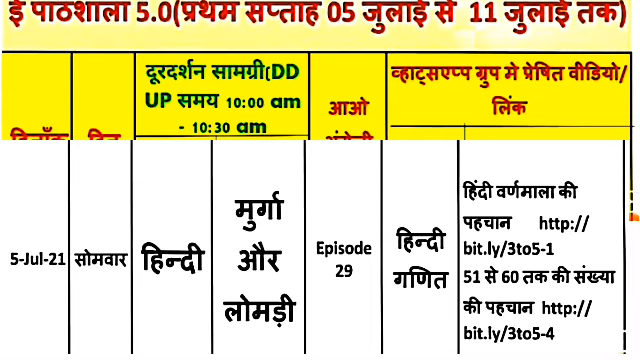 ई पाठशाला 5.0(प्रथम सप्ताह 05 जुलाई से 11 जुलाई तक)
दूरदर्शन सामग्री(DD
UP समय 10:00 am
- 10:30 am
आओ
व्हाट्सएप्प ग्रुप मे प्रेषित वीडियो/
लिंक
5-Jul-21
सोमवार
हिन्दी
मुर्गा
और
लोमड़ी
Episode
29
हिन्दी
गणित
हिंदी वर्णमाला की
पहचान http://
bit.ly/3to5-1
51 से 60 तक की संख्या
की पहचान http://
bit.ly/3to5-4